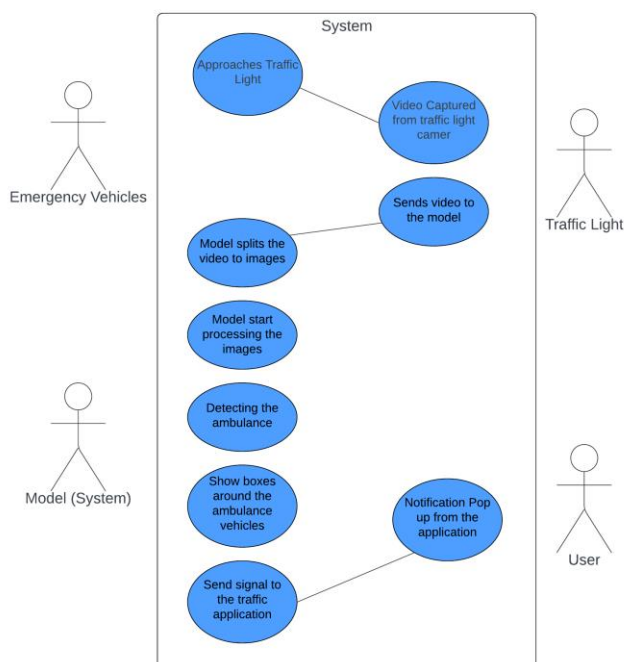 System
Approaches Traffic
Light
Video Captured
from traffic light
camer
Emergency Vehicles
Sends video to
the model
Traffic Light
Model splits the
video to images
Model start
processing the
images
Detecting the
ambulance
Model (System)
Show boxes
around the
ambulance
vehicles
Notification Pop
up from the
application
User
Send signal to
the traffic
application